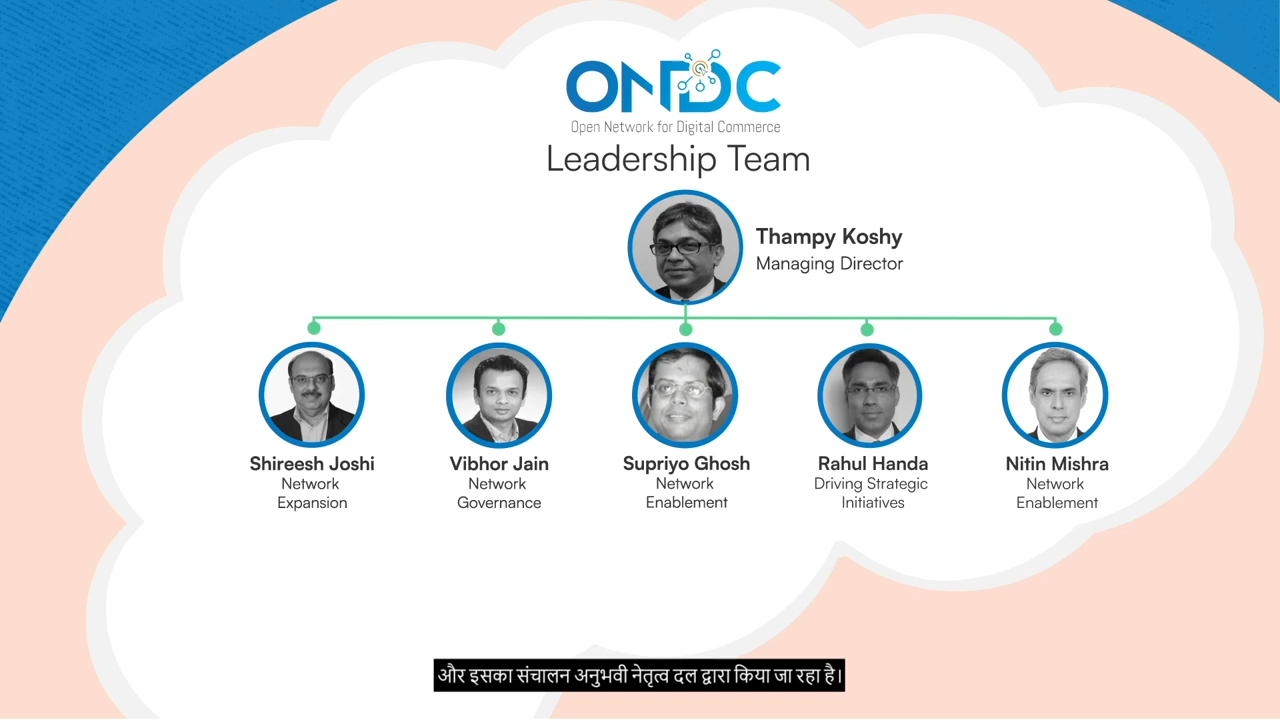 ONDC
Open Network for Digital Commerce
Leadership Team
Thampy Koshy
Managing Director
Shireesh Joshi
Network
Expansion
Vibhor Jain
Network
Governance
Supriyo Ghosh
Network
Enablement
Rahul Handa
Driving Strategic
Initiatives
Nitin Mishra
Network
Enablement
और इसका संचालन अनुभवी नेतृत्व दल द्वारा किया जा रहा है।